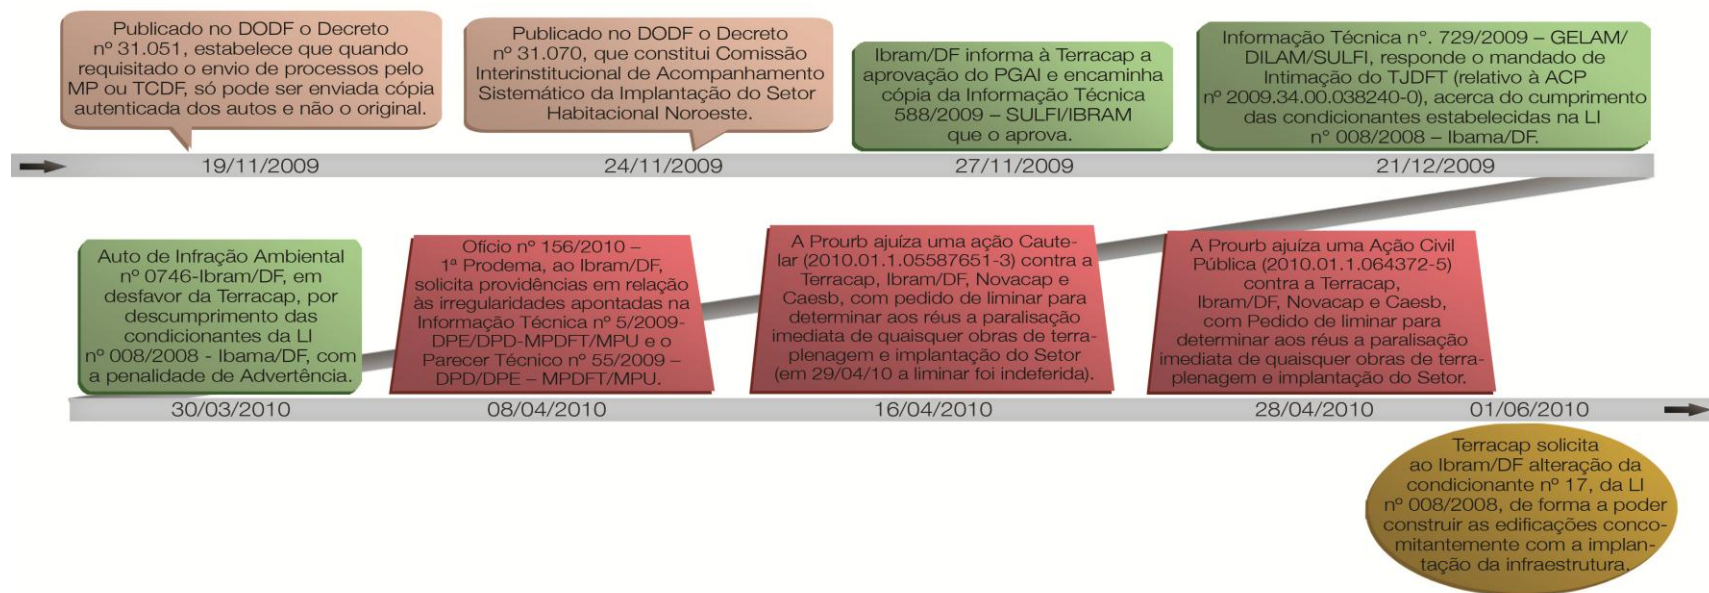 Publicado no DODF o Decreto
nº 31.051, estabelece que quando
requisitado o envio de processos pelo
MP ou TCDF, só pode ser enviada cópia
autenticada dos autos e não o original.
19/11/2009
Publicado no DODF o Decreto
nº 31.070, que constitui Comissão
Interinstitucional de Acompanhamento
Sistemático da Implantação do Setor
Habitacional Noroeste.
24/11/2009
Ibram/DF informa à Terracap
a aprovação do PGAI e encaminha
cópia da Informação Técnica
588/2009 – SULFI/IBRAM
que o aprova.
27/11/2009
Informação Técnica n°. 729/2009 – GELAM/
DILAM/SULFI, responde o mandado de
Intimação do TJDFT (relativo à ACP
nº 2009.34.00.038240-0), acerca do cumprimento
das condicionantes estabelecidas na LI
n° 008/2008 – Ibama/DF.
21/12/2009
Auto de Infração Ambiental
nº 0746-Ibram/DF, em
desfavor da Terracap, por
descumprimento das
condicionantes da LI
nº 008/2008 - Ibama/DF, com
a penalidade de Advertência.
30/03/2010
Ofício nº 156/2010 –
1ª Prodema, ao Ibram/DF,
solicita providências em relação
às irregularidades apontadas na
Informação Técnica nº 5/2009-
DPE/DPD-MPDFT/MPU e o
Parecer Técnico nº 55/2009 –
DPD/DPE – MPDFT/MPU.
08/04/2010
A Prourb ajuíza uma ação Caute-
lar (2010.01.1.05587651-3) contra a
Terracap, Ibram/DF, Novacap e
Caesb, com pedido de liminar para
determinar aos réus a paralisação
imediata de quaisquer obras de terra-
plenagem e implantação do Setor
(em 29/04/10 a liminar foi indeferida).
16/04/2010
A Prourb ajuíza uma Ação Civil
Pública (2010.01.1.064372-5)
contra a Terracap,
Ibram/DF, Novacap e Caesb,
com Pedido de liminar para
determinar aos réus a paralisação
imediata de quaisquer obras de terra-
plenagem e implantação do Setor.
28/04/2010
01/06/2010
Terracap solicita
ao Ibram/DF alteração da
condicionante nº 17, da LI
nº 008/2008, de forma a poder
construir as edificações conco-
mitantemente com a implan-
tação da infraestrutura.